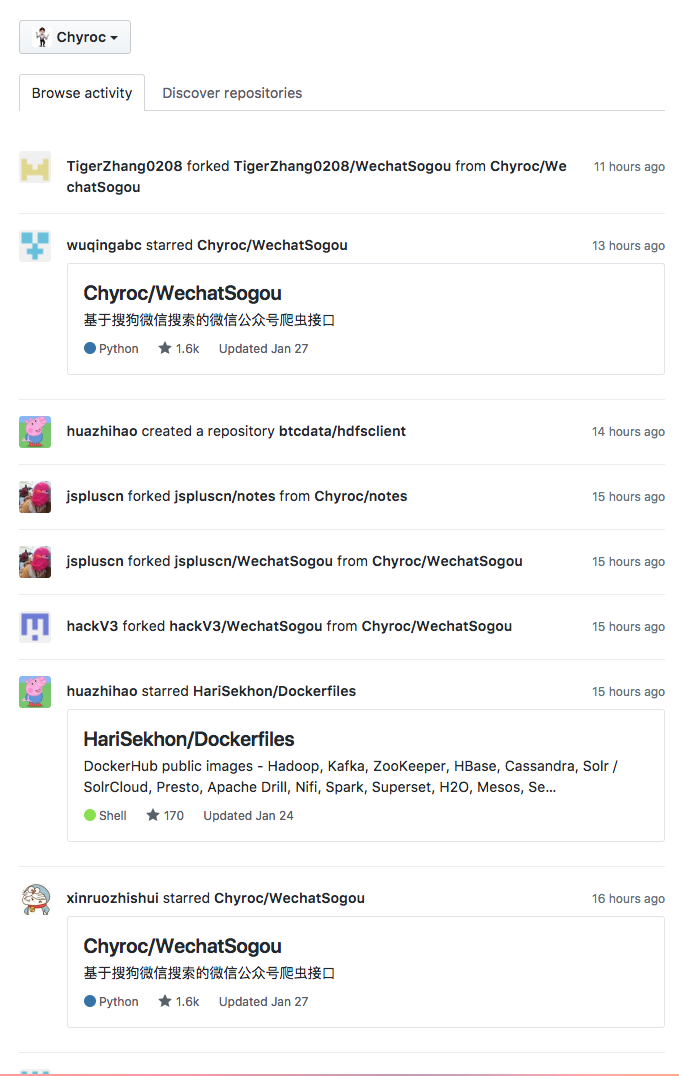 Chyroc
Browse activity Discover repositories
TigerZhang0208 forked TigerZhang0208/WechatSogou from Chyroc/We 11 hours ago
chatSogou
wuqingabc starred Chyroc/WechatSogou 13 hours ago
Chyroc/WechatSogou
基于搜狗微信搜索的微信公众号爬虫接口
Python 1.6k Updated Jan 27
huazhihao created a repository btcdata/hdfsclient 14 hours ago
jspluscn forked jspluscn/notes from Chyroc/notes 15 hours ago
jspluscn forked jspluscn/WechatSogou from Chyroc/WechatSogou 15 hours ago
hackV3 forked hackV3/WechatSogou from Chyroc/WechatSogou 15 hours ago
huazhihao starred HariSekhon/Dockerfiles 15 hours ago
HariSekhon/Dockerfiles
DockerHub public images - Hadoop, Kafka, ZooKeeper, HBase, Cassandra, Solr /
SolrCloud, Presto, Apache Drill, Nifi, Spark, Superset, H2O, Mesos, Se...
Shell 170 Updated Jan 24
xinruozhishui starred Chyroc/WechatSogou 16 hours ago
Chyroc/WechatSogou
基于搜狗微信搜索的微信公众号爬虫接口
Python 1.6k Updated Jan 27